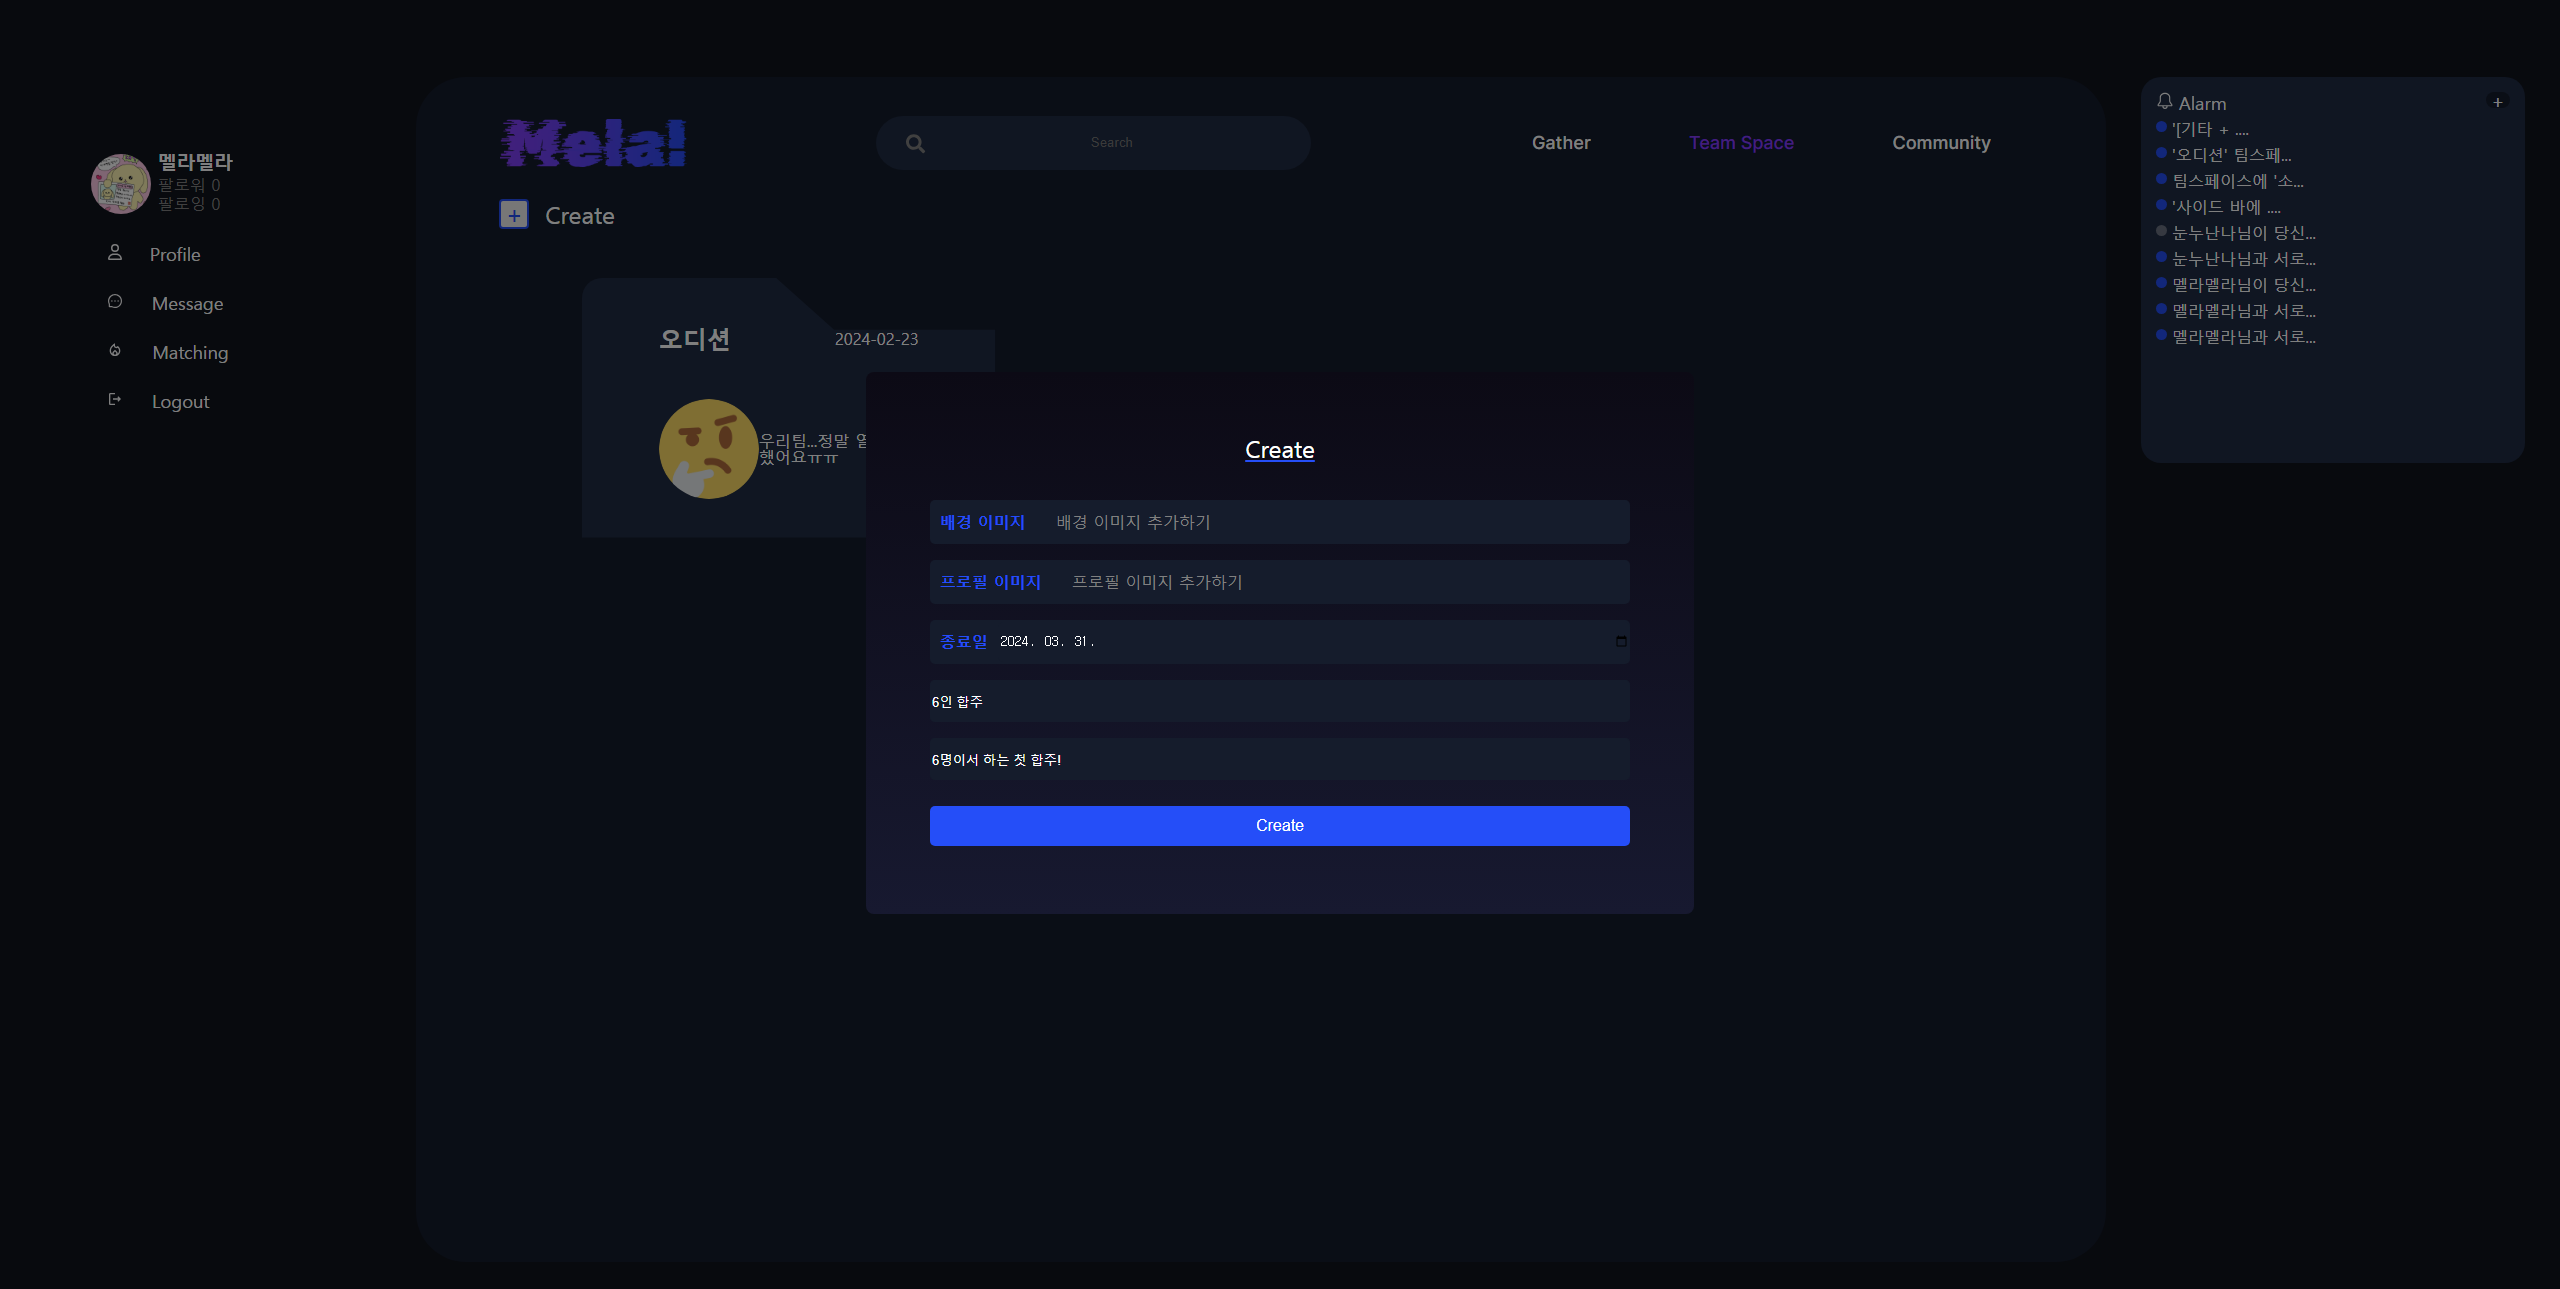 멜라멜라
팔로워 0
팔로잉 0
Profile
Message
Matching
Logout
Mela!
Search
Gather
Team Space
Community
+ Create
오디션
2024-02-23
우리팀...정말 열
했어요ㅠㅠ
Create
배경 이미지 배경 이미지 추가하기
프로필 이미지 프로필 이미지 추가하기
종료일 2024. 03. 31.
6인 합주
6명이서 하는 첫 합주!
Create
Alarm +
'[기타 + ....
'오디션' 팀스페...
팀스페이스에 '소...
'사이드 바에 ....
눈누난나님이 당신...
눈누난나님과 서로...
멜라멜라님이 당신...
멜라멜라님과 서로...
멜라멜라님과 서로...